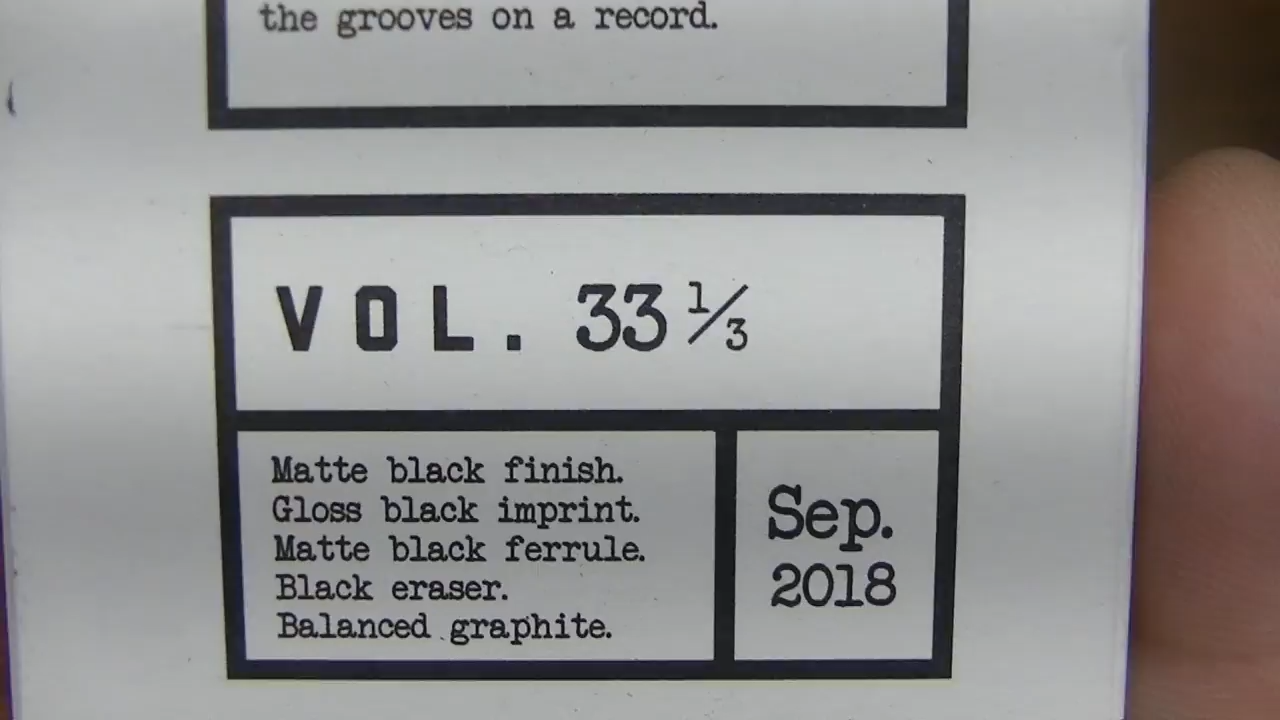 the grooves on a record.
VOL. 33 1/3
Matte black finish.
Gloss black imprint.
Matte black ferrule.
Black eraser.
Balanced graphite.
Sep.
2018